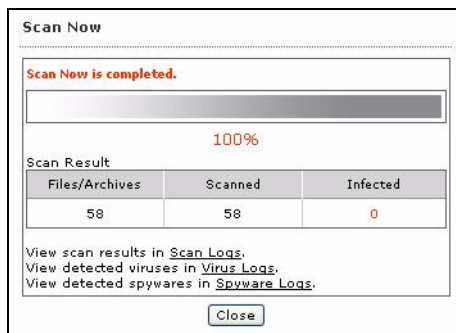 Scan Now
Scan Now is completed.
100%
Scan Result
Files/Archives Scanned Infected
58 58 0
View scan results in Scan Logs.
View detected viruses in Virus Logs.
View detected spywares in Spyware Logs.
Close